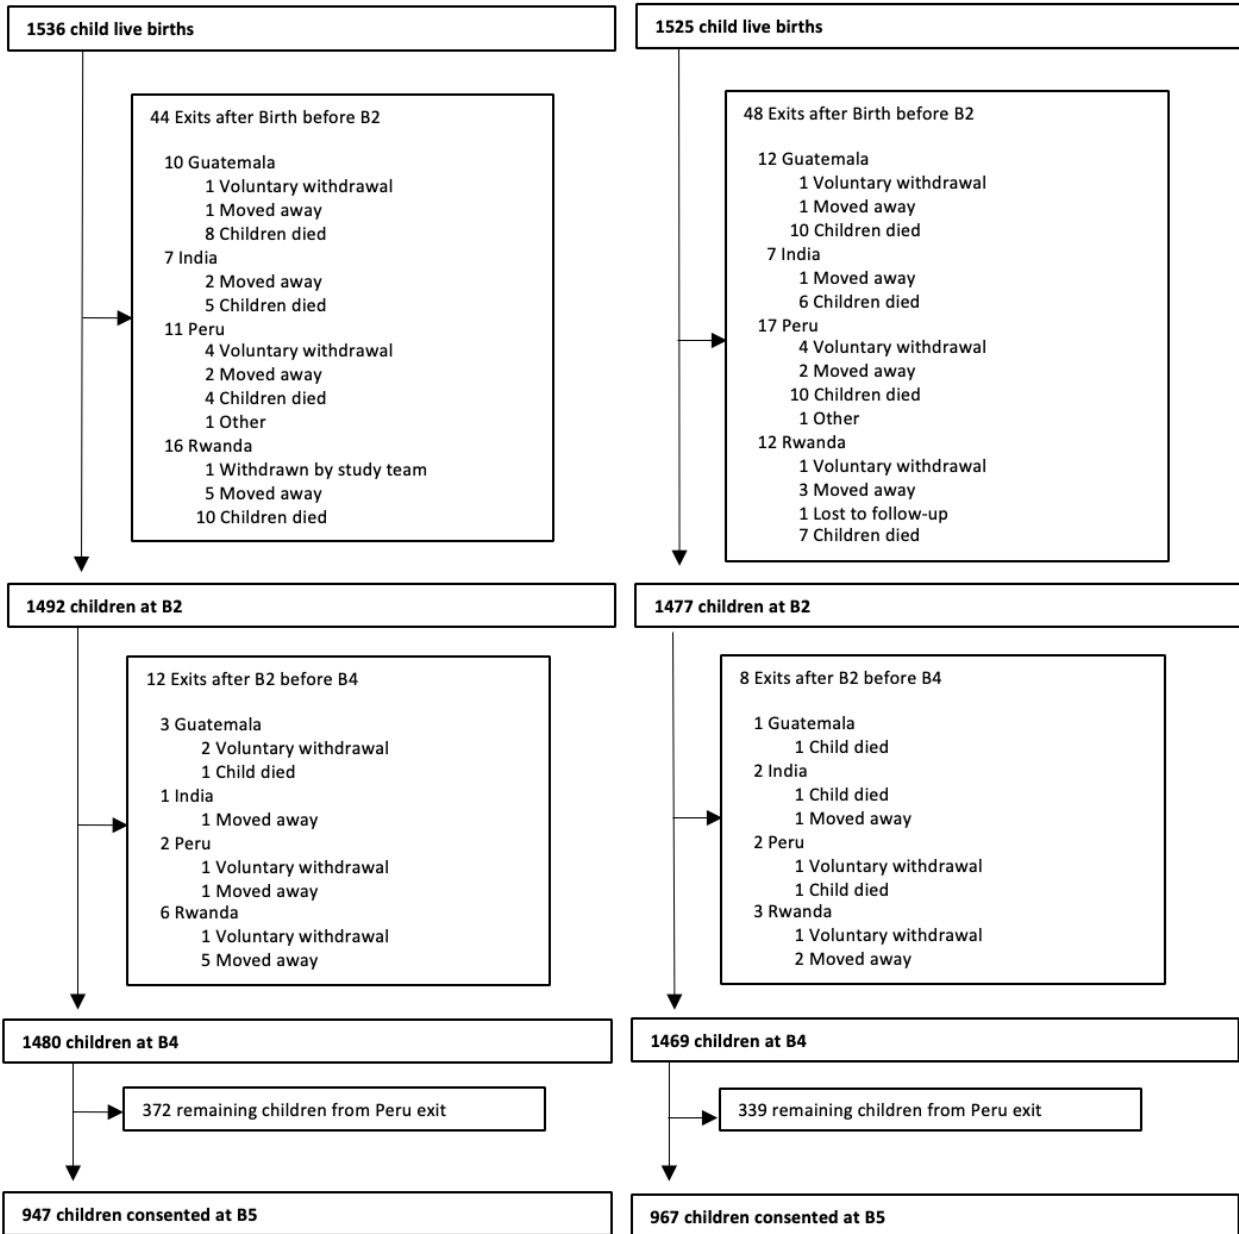 1536 child live births
44 Exits after Birth before B2
10 Guatemala
1 Voluntary withdrawal
1 Moved away
8 Children died
7 India
2 Moved away
5 Children died
11 Peru
4 Voluntary withdrawal
2 Moved away
4 Children died
1 Other
16 Rwanda
1 Withdrawn by study team
5 Moved away
10 Children died
1492 children at B2
12 Exits after B2 before B4
3 Guatemala
2 Voluntary withdrawal
1 Child died
1 India
1 Moved away
2 Peru
1 Voluntary withdrawal
1 Moved away
6 Rwanda
1 Voluntary withdrawal
5 Moved away
1480 children at B4
372 remaining children from Peru exit
947 children consented at B5
1525 child live births
48 Exits after Birth before B2
12 Guatemala
1 Voluntary withdrawal
1 Moved away
10 Children died
7 India
1 Moved away
6 Children died
17 Peru
4 Voluntary withdrawal
2 Moved away
10 Children died
1 Other
12 Rwanda
1 Voluntary withdrawal
3 Moved away
1 Lost to follow-up
7 Children died
1477 children at B2
8 Exits after B2 before B4
1 Guatemala
1 Child died
2 India
1 Child died
1 Moved away
2 Peru
1 Voluntary withdrawal
1 Child died
3 Rwanda
1 Voluntary withdrawal
2 Moved away
1469 children at B4
339 remaining children from Peru exit
967 children consented at B5